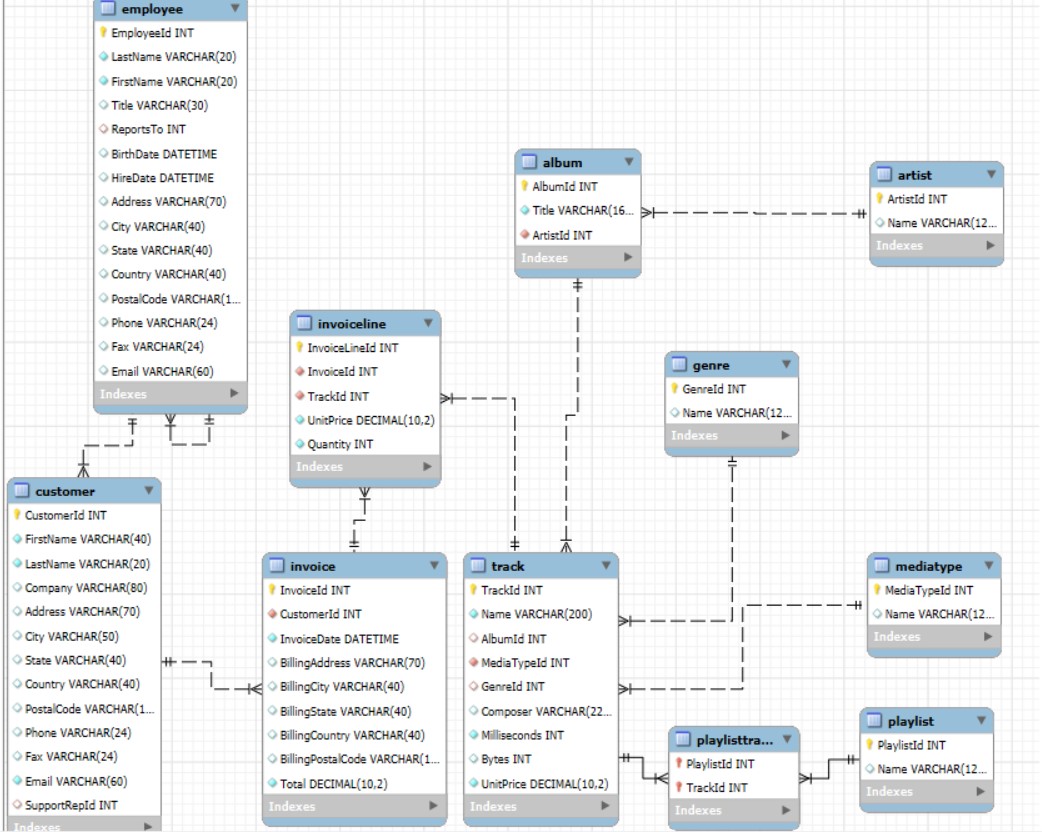 employee
EmployeeId INT
LastName VARCHAR(20)
FirstName VARCHAR(20)
Title VARCHAR(30)
ReportsTo INT
BirthDate DATETIME
HireDate DATETIME
Address VARCHAR(70)
City VARCHAR(40)
State VARCHAR(40)
Country VARCHAR(40)
PostalCode VARCHAR(1...
Phone VARCHAR(24)
Fax VARCHAR(24)
Email VARCHAR(60)
Indexes
album
AlbumId INT
Title VARCHAR(16...
ArtistId INT
Indexes
artist
ArtistId INT
Name VARCHAR(12...
Indexes
invoiceline
InvoiceLineId INT
InvoiceId INT
TrackId INT
UnitPrice DECIMAL(10,2)
Quantity INT
Indexes
genre
GenreId INT
Name VARCHAR(12...
Indexes
customer
CustomerId INT
FirstName VARCHAR(40)
LastName VARCHAR(20)
Company VARCHAR(80)
Address VARCHAR(70)
City VARCHAR(50)
State VARCHAR(40)
Country VARCHAR(40)
PostalCode VARCHAR(1...
Phone VARCHAR(24)
Fax VARCHAR(24)
Email VARCHAR(60)
SupportRepId INT
Indexes
invoice
InvoiceId INT
CustomerId INT
InvoiceDate DATETIME
BillingAddress VARCHAR(70)
BillingCity VARCHAR(40)
BillingState VARCHAR(40)
BillingCountry VARCHAR(40)
BillingPostalCode VARCHAR(1...
Total DECIMAL(10,2)
Indexes
track
TrackId INT
Name VARCHAR(200)
AlbumId INT
MediaTypeId INT
GenreId INT
Composer VARCHAR(22...
Milliseconds INT
Bytes INT
UnitPrice DECIMAL(10,2)
Indexes
mediatype
MediaTypeId INT
Name VARCHAR(12...
Indexes
playlisttra...
PlaylistId INT
TrackId INT
Indexes
playlist
PlaylistId INT
Name VARCHAR(12...
Indexes